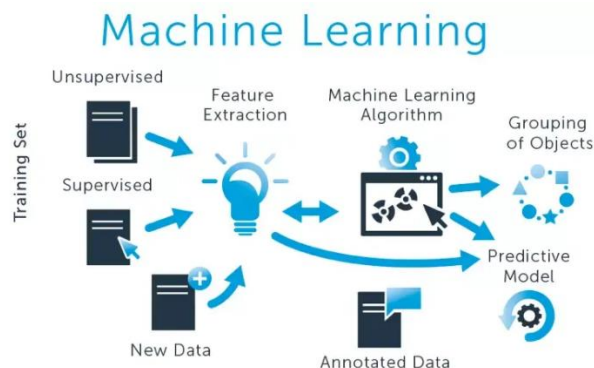 Machine Learning
Unsupervised
Feature
Extraction
Machine Learning
Algorithm
Grouping
of Objects
Training Set
Supervised
Predictive
Model
New Data
Annotated Data